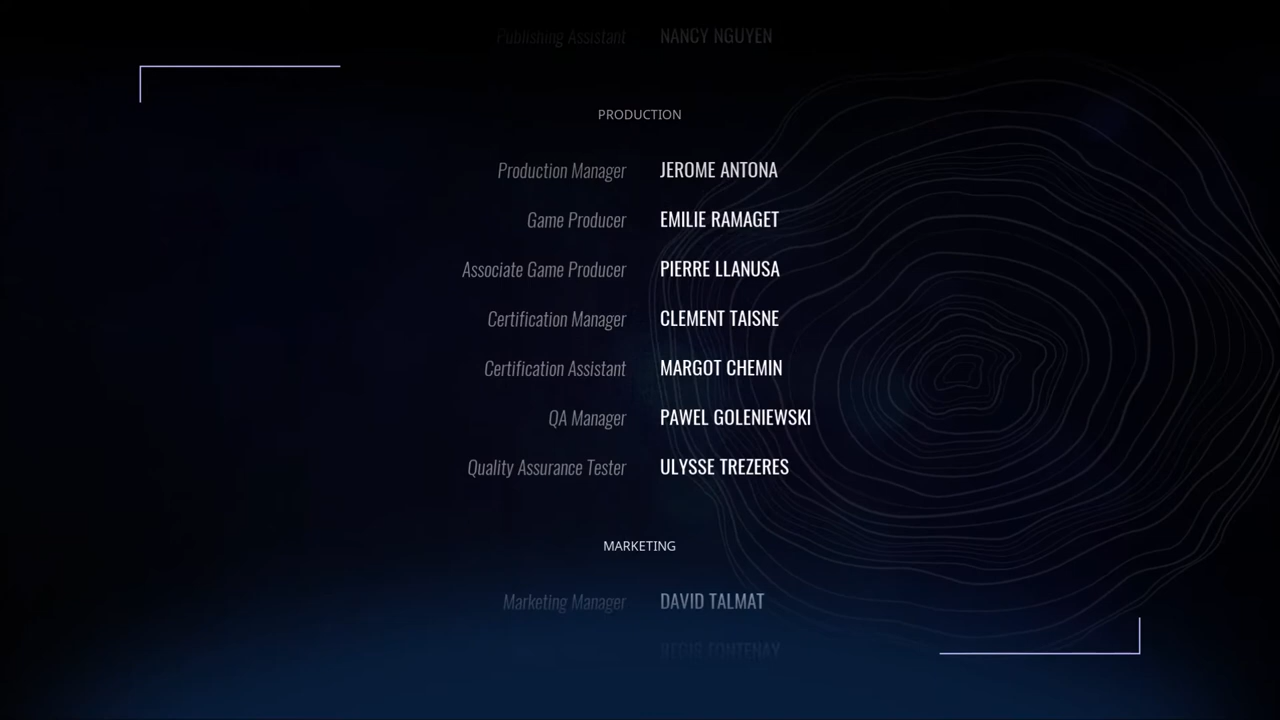 Publishing Assistant NANCY NGUYEN
PRODUCTION
Production Manager JEROME ANTONA
Game Producer EMILIE RAMAGET
Associate Game Producer PIERRE LLANUSA
Certification Manager CLEMENT TAISNE
Certification Assistant MARGOT CHEMIN
QA Manager PAWEL GOLENIEWSKI
Quality Assurance Tester ULYSSE TREZERES
MARKETING
Marketing Manager DAVID TALMAT
REGIS FONTENAY